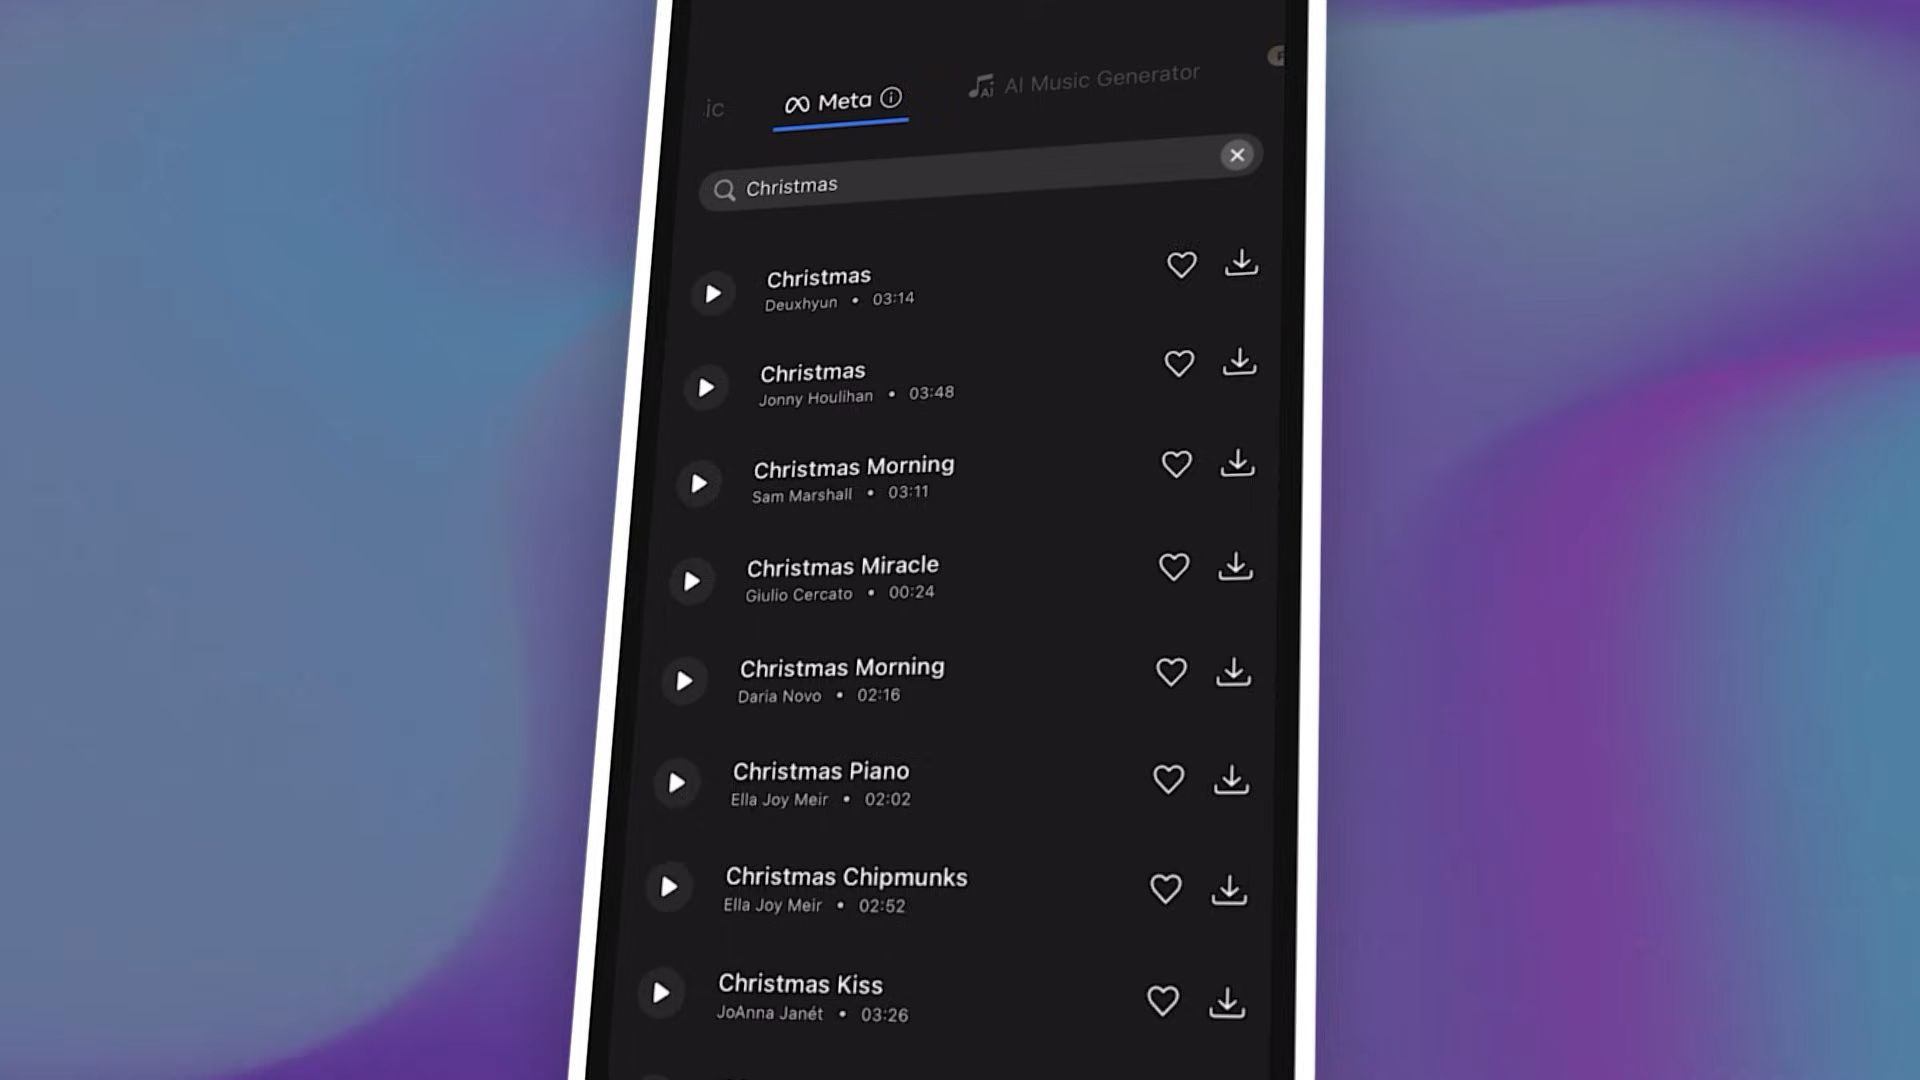 ic
Meta
AI Music Generator
Christmas
Christmas
Deuxhyun • 03:14
Christmas
Jonny Houlihan • 03:48
Christmas Morning
Sam Marshall • 03:11
Christmas Miracle
Giulio Cercato • 00:24
Christmas Morning
Daria Novo • 02:16
Christmas Piano
Ella Joy Meir • 02:02
Christmas Chipmunks
Ella Joy Meir • 02:52
Christmas Kiss
JoAnna Janét • 03:26